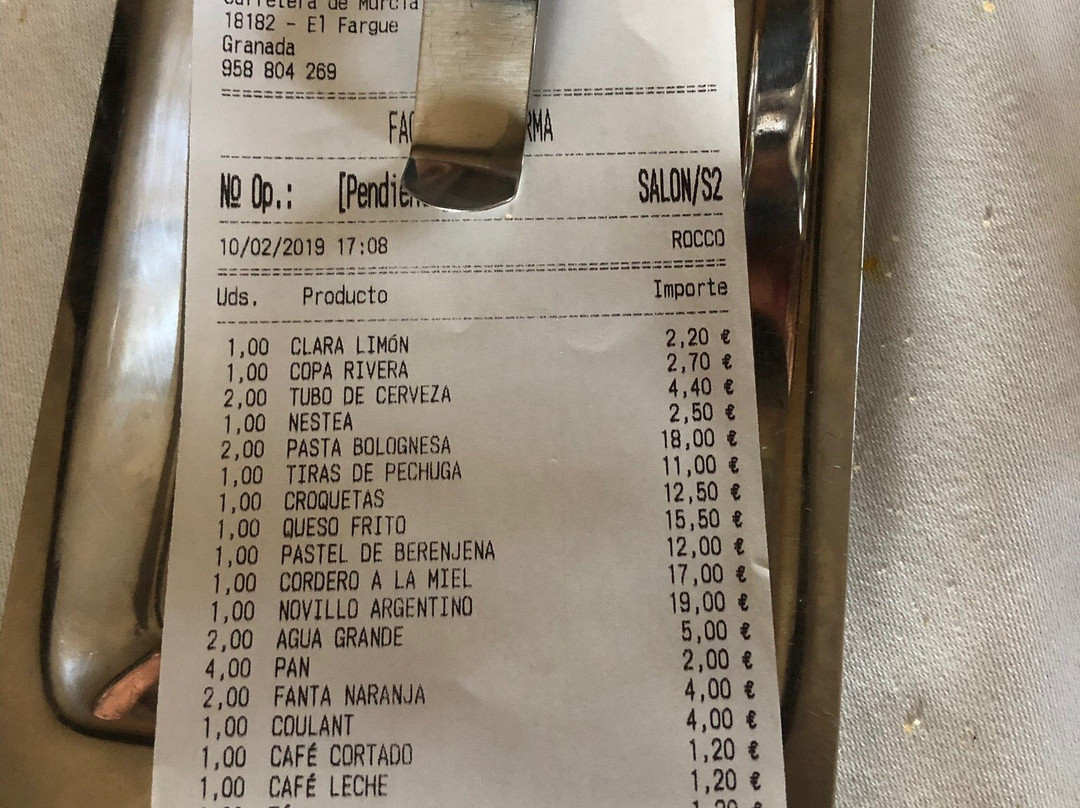 Carretera de Murcia
18182 - El Fargue
Granada
958 804 269
Nº Op.: SALON/S2
10/02/2019 17:08 ROCCO
Uds. Producto Importe
1,00 CLARA LIMÓN 2,20 €
1,00 COPA RIVERA 2,70 €
2,00 TUBO DE CERVEZA 4,40 €
1,00 NESTEA 2,50 €
2,00 PASTA BOLOGNESA 18,00 €
1,00 TIRAS DE PECHUGA 11,00 €
1,00 CROQUETAS 12,50 €
1,00 QUESO FRITO 15,50 €
1,00 PASTEL DE BERENJENA 12,00 €
1,00 CORDERO A LA MIEL 17,00 €
1,00 NOVILLO ARGENTINO 19,00 €
2,00 AGUA GRANDE 5,00 €
4,00 PAN 2,00 €
2,00 FANTA NARANJA 4,00 €
1,00 COULANT 4,00 €
1,00 CAFÉ CORTADO 1,20 €
1,00 CAFÉ LECHE 1,20 €